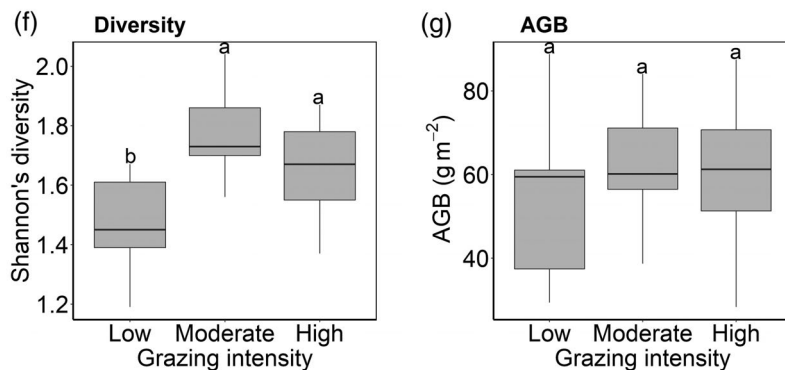 (f) Diversity
Shannon's diversity
2.0
1.8
1.6
1.4
1.2
b
a
a
Low Moderate High
Grazing intensity
(g) AGB
AGB (g m⁻²)
80
60
40
a
a
a
Low Moderate High
Grazing intensity